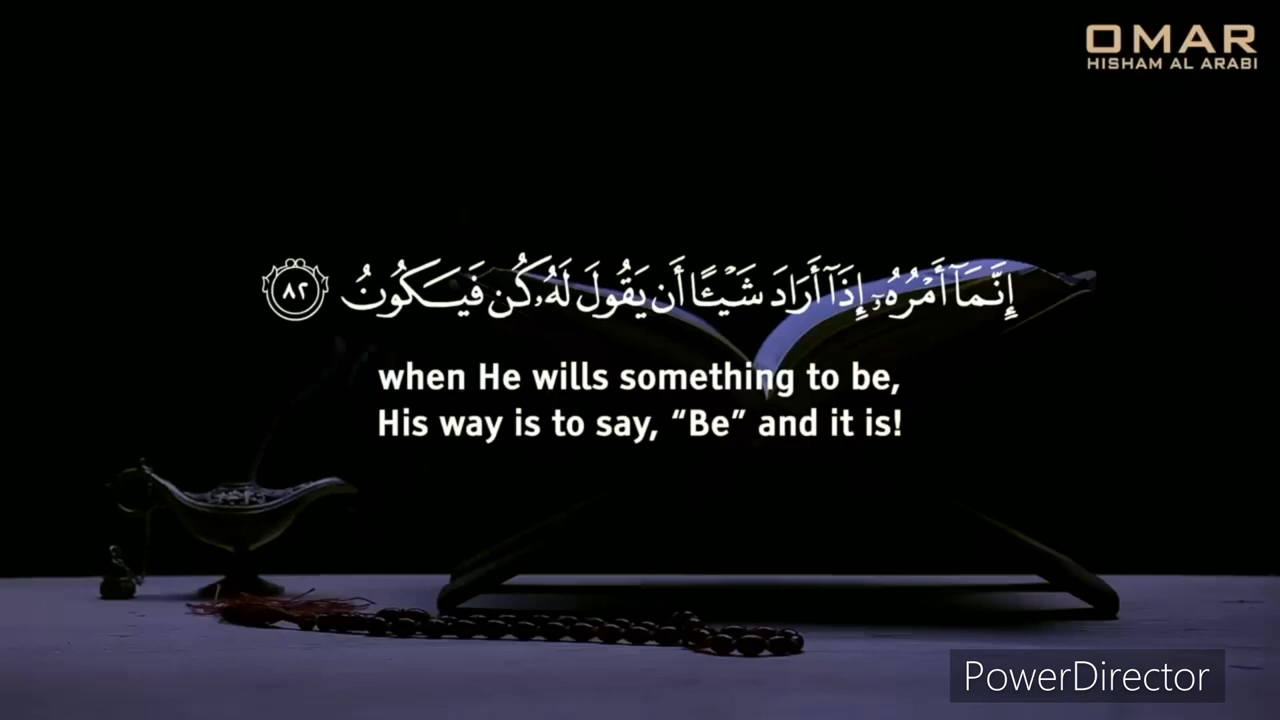 OMAR
HISHAM AL ARABI
إِنَّمَآ أَمْرُهُۥٓ إِذَآ أَرَادَ شَيْـًٔا أَن يَقُولَ لَهُۥ كُن فَيَكُونُ ٨٢
when He wills something to be,
His way is to say, “Be” and it is!
PowerDirector